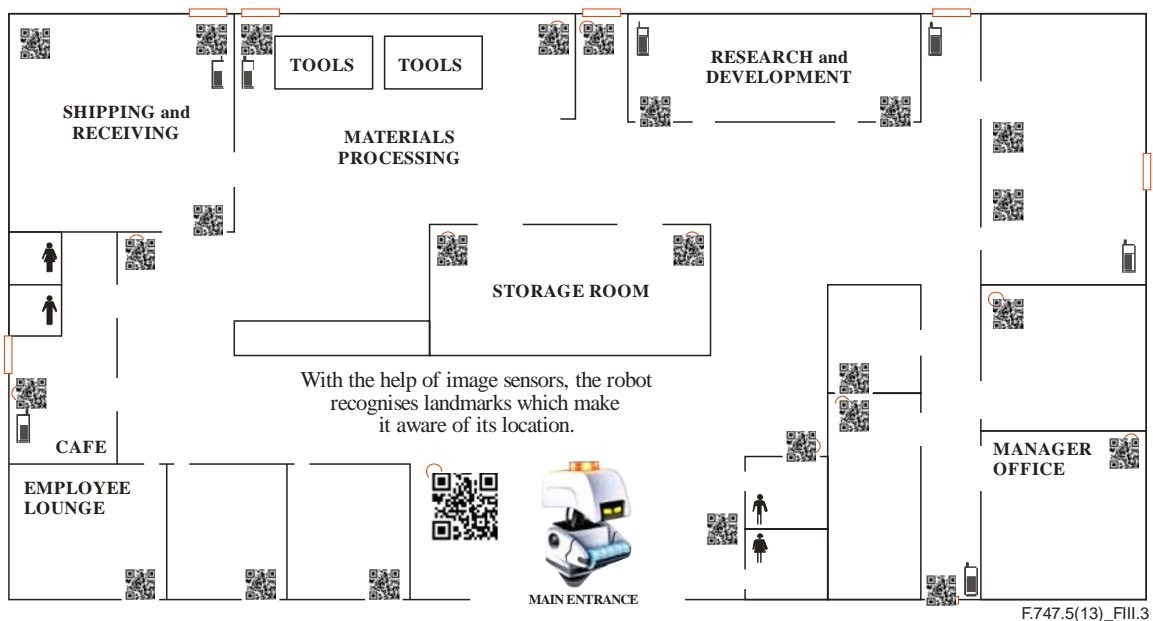 TOOLS
TOOLS
RESEARCH and
DEVELOPMENT
SHIPPING and
RECEIVING
MATERIALS
PROCESSING
STORAGE ROOM
With the help of image sensors, the robot
recognises landmarks which make
it aware of its location.
CAFE
MANAGER
OFFICE
EMPLOYEE
LOUNGE
MAIN ENTRANCE
F.747.5(13)_FIII.3